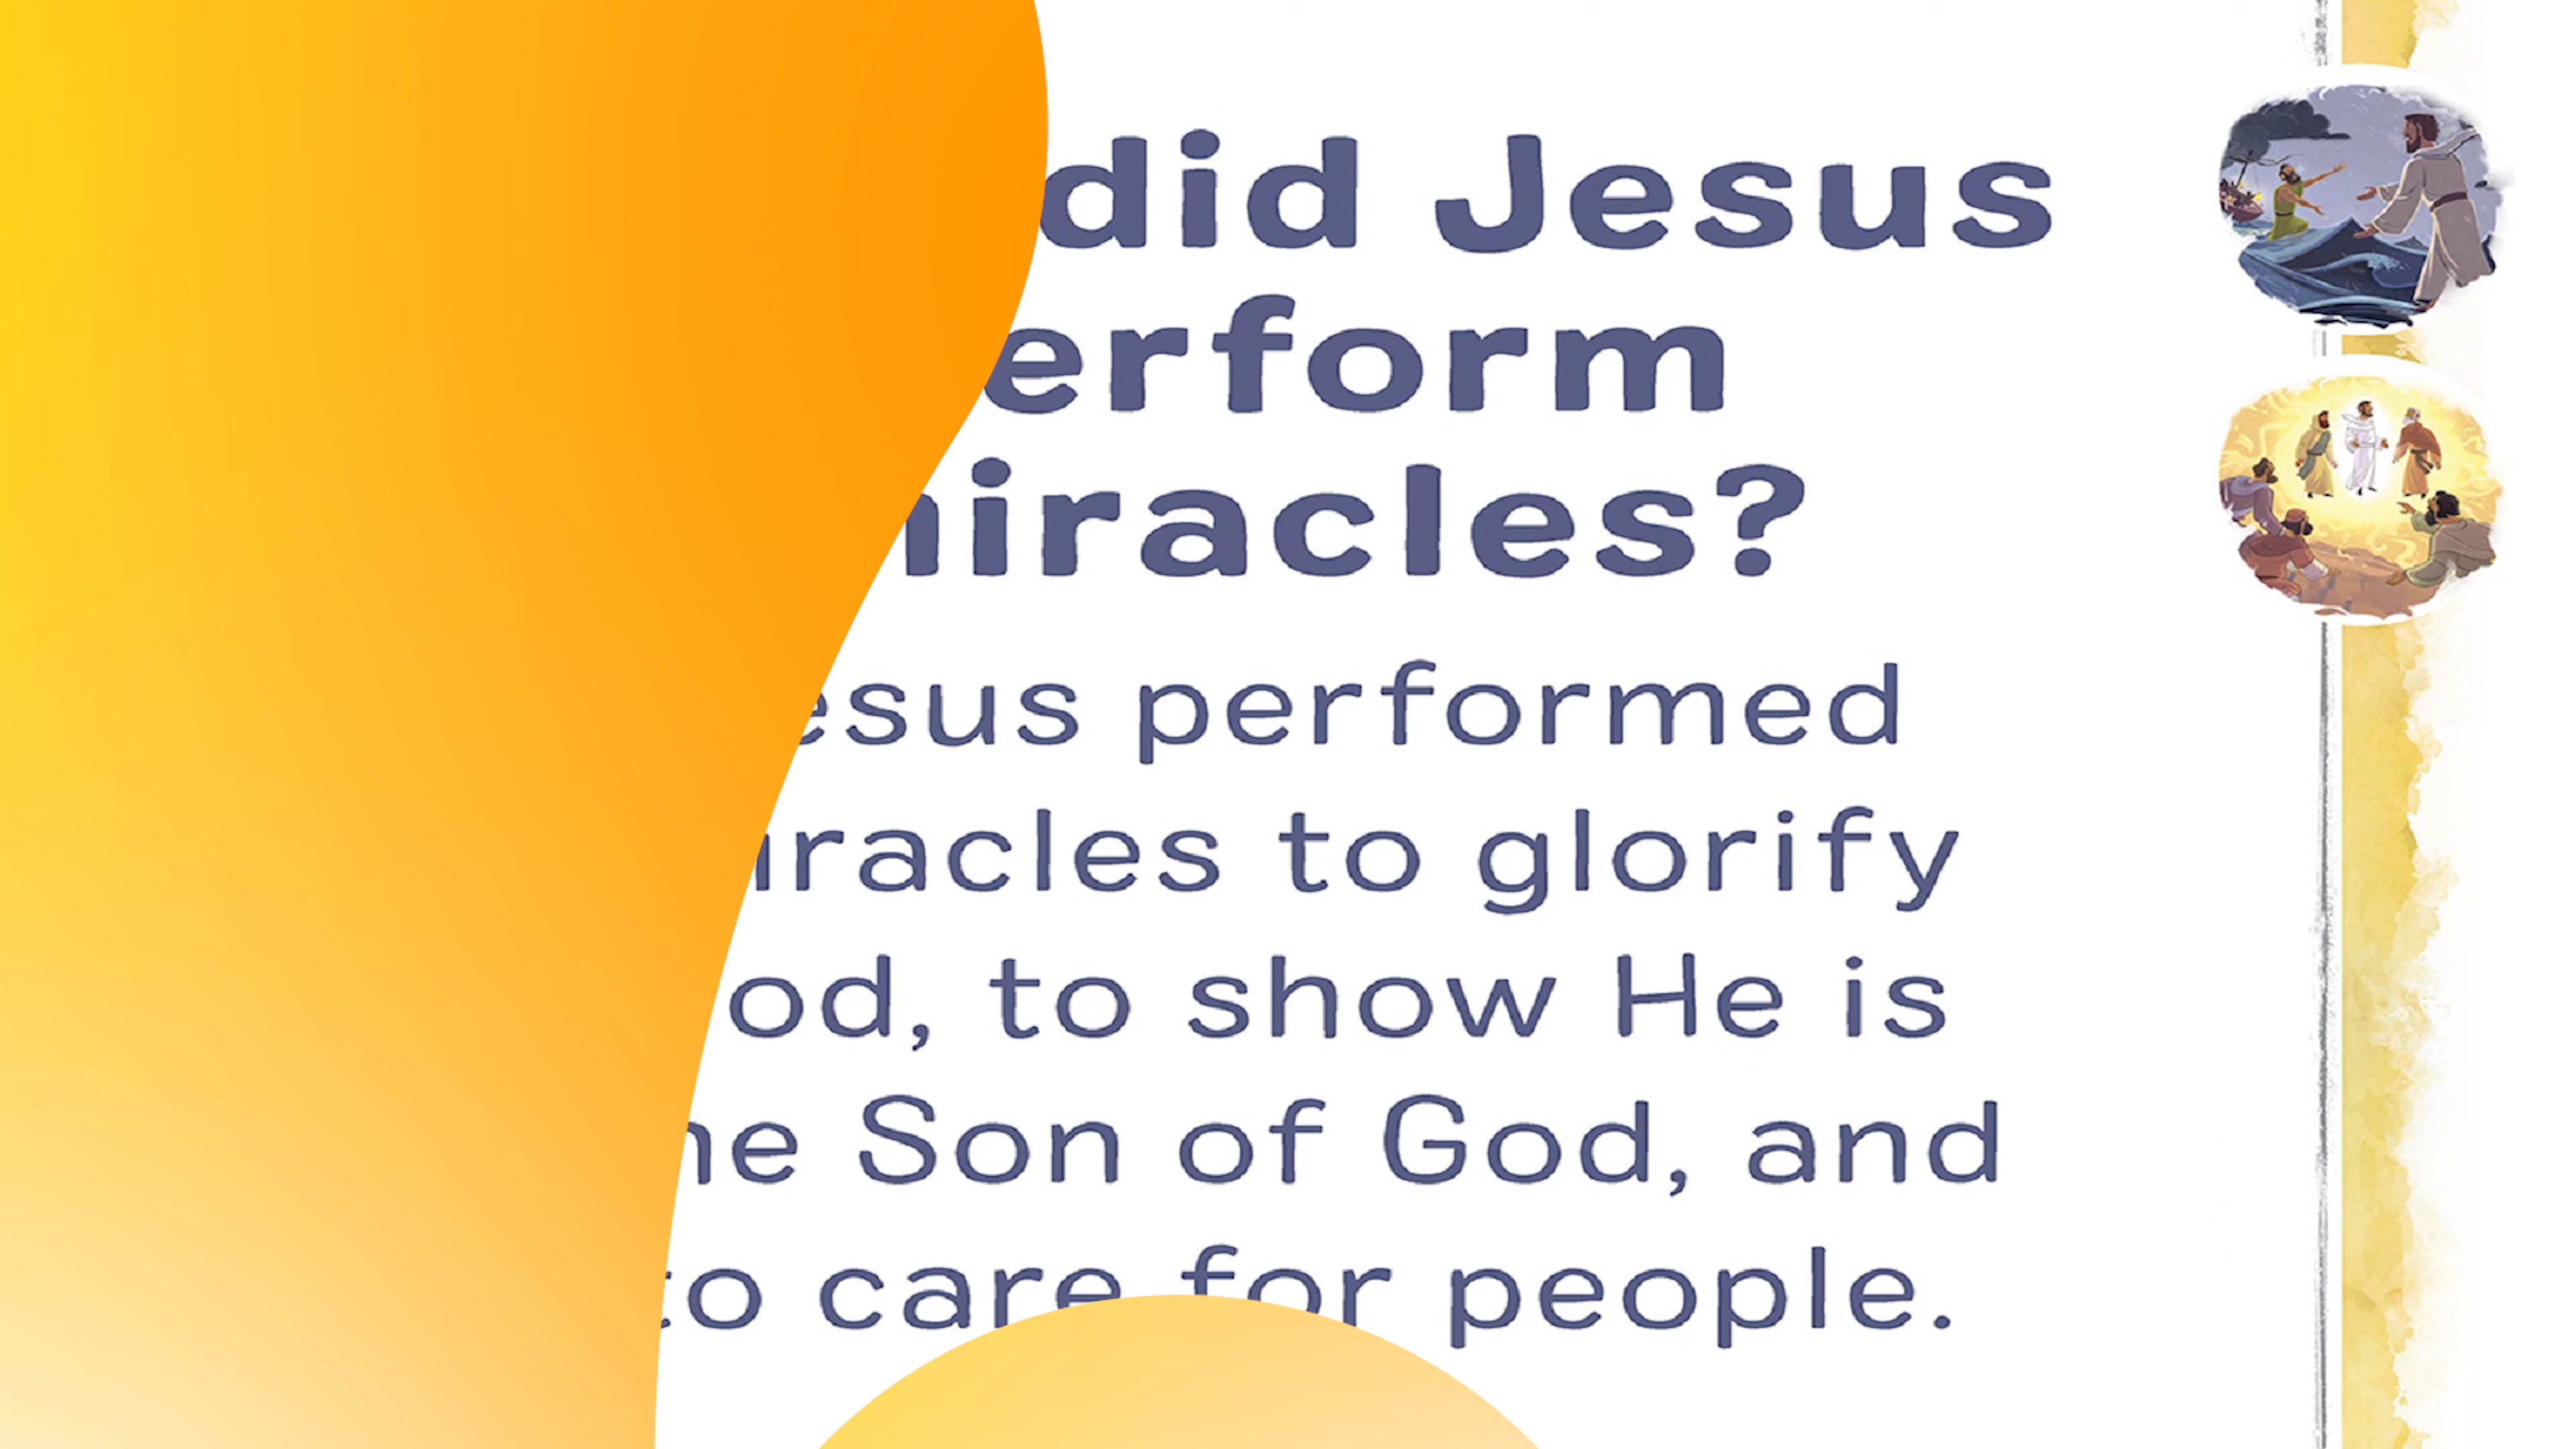 did Jesus
erform
iracles?
esus performed
iracles to glorify
od, to show He is
he Son of God, and
to care for people.